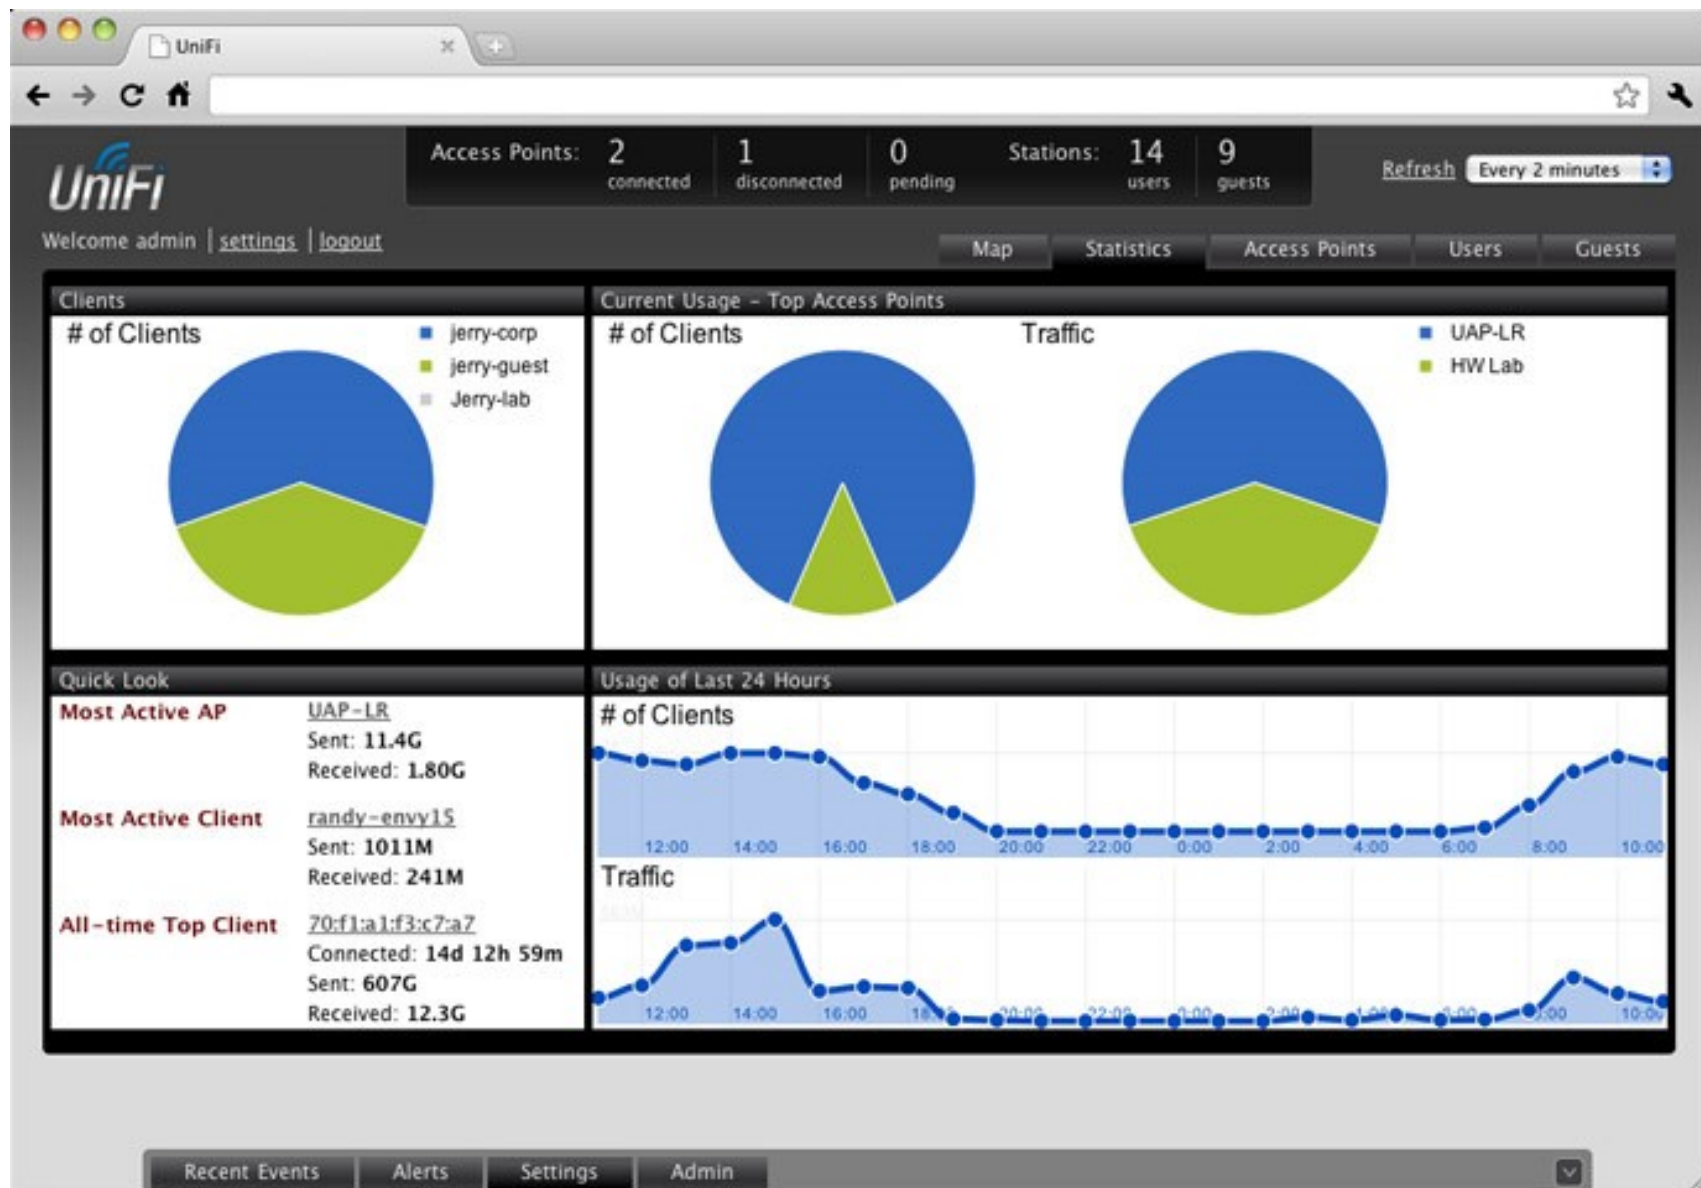 UniFi
UniFi
Access Points: 2 connected 1 disconnected 0 pending Stations: 14 users 9 guests
Refresh Every 2 minutes
Welcome admin | settings | logout
Map Statistics Access Points Users Guests
Clients
# of Clients
jerry-corp
jerry-guest
Jerry-lab
Current Usage - Top Access Points
# of Clients
Traffic
UAP-LR
HW Lab
Quick Look
Most Active AP UAP-LR
Sent: 11.4G
Received: 1.80G
Most Active Client randy-envy15
Sent: 1011M
Received: 241M
All-time Top Client 70:f1:a1:f3:c7:a7
Connected: 14d 12h 59m
Sent: 607G
Received: 12.3G
Usage of Last 24 Hours
# of Clients
12:00 14:00 16:00 18:00 20:00 22:00 0:00 2:00 4:00 6:00 8:00 10:00
Traffic
12:00 14:00 16:00 10:00
Recent Events Alerts Settings Admin